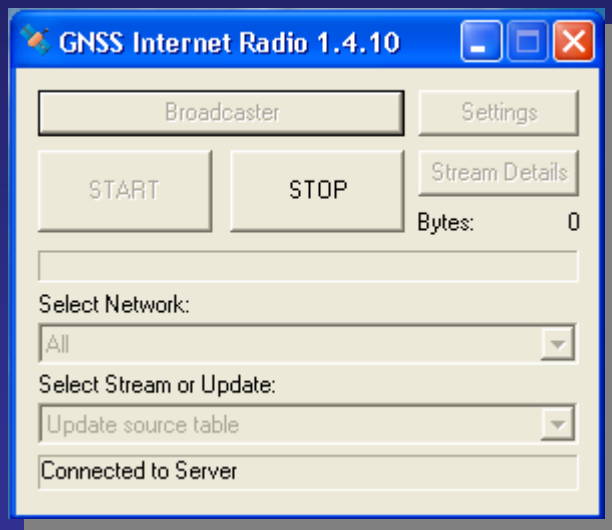 GNSS Internet Radio 1.4.10
Broadcaster
Settings
START
STOP
Stream Details
Bytes: 0
Select Network:
All
Select Stream or Update:
Update source table
Connected to Server